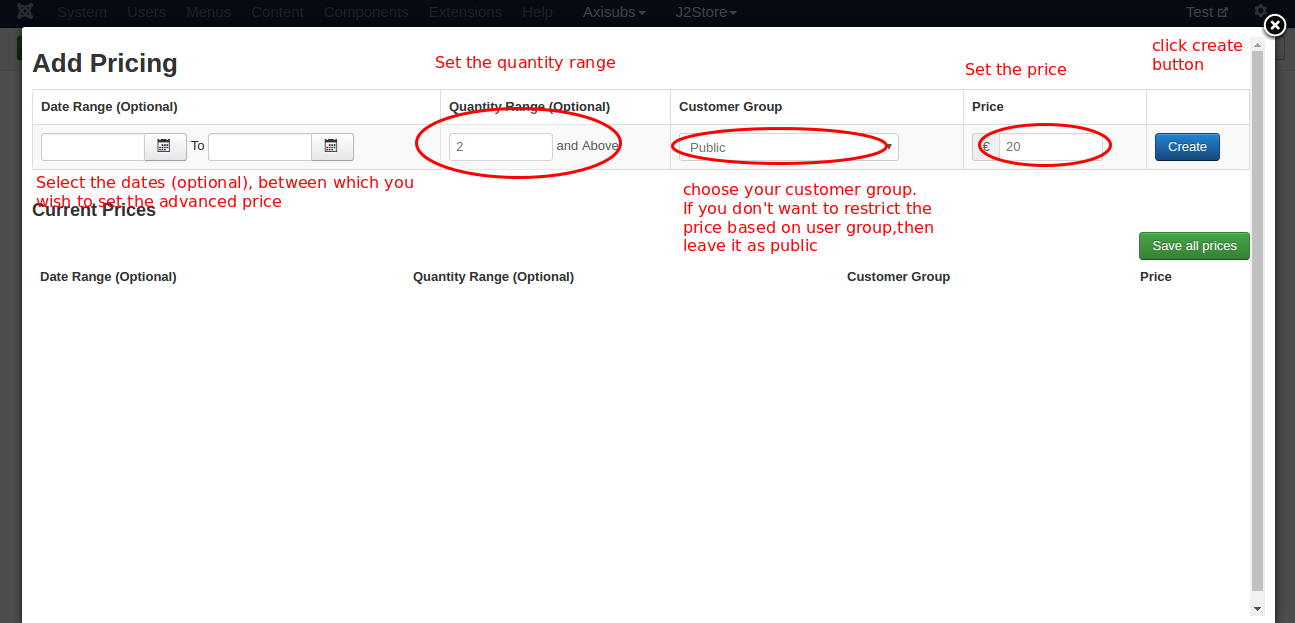 System Users Menus Content Components Extensions Help Axisubs J2Store Test
click create
button
Add Pricing
Set the quantity range
Set the price
Date Range (Optional) Quantity Range (Optional) Customer Group Price
To 2 and Above Public € 20 Create
Select the dates (optional), between which you
wish to set the advanced price
choose your customer group.
If you don't want to restrict the
price based on user group,then
leave it as public
Current Prices
Save all prices
Date Range (Optional) Quantity Range (Optional) Customer Group Price